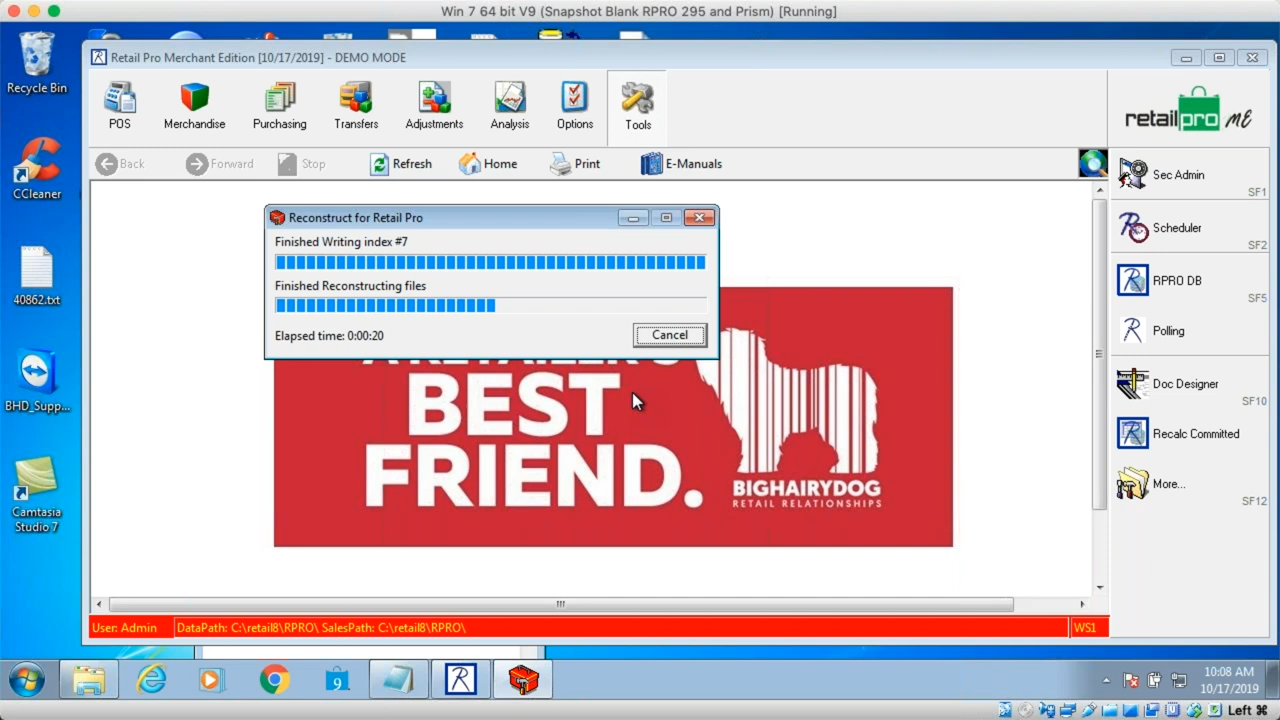 Win 7 64 bit V9 (Snapshot Blank RPRO 295 and Prism) [Running]
Recycle Bin
CCleaner
40862.txt
BHD_Supp...
Camtasia
Studio 7
Retail Pro Merchant Edition [10/17/2019] - DEMO MODE
POS
Merchandise
Purchasing
Transfers
Adjustments
Analysis
Options
Tools
retailpro ME
Back
Forward
Stop
Refresh
Home
Print
E-Manuals
Sec Admin
SF1
Scheduler
SF2
RPRO DB
SF5
Polling
Doc Designer
SF10
Recalc Committed
More...
SF12
Reconstruct for Retail Pro
Finished Writing index #7
Finished Reconstructing files
Elapsed time: 0:00:20
Cancel
BEST
FRIEND.
BIGHAIRYDOG
RETAIL RELATIONSHIPS
User: Admin
DataPath: C:\retail8\RPRO\ SalesPath: C:\retail8\RPRO\
WS1
9
10:08 AM
10/17/2019
Left ⌘